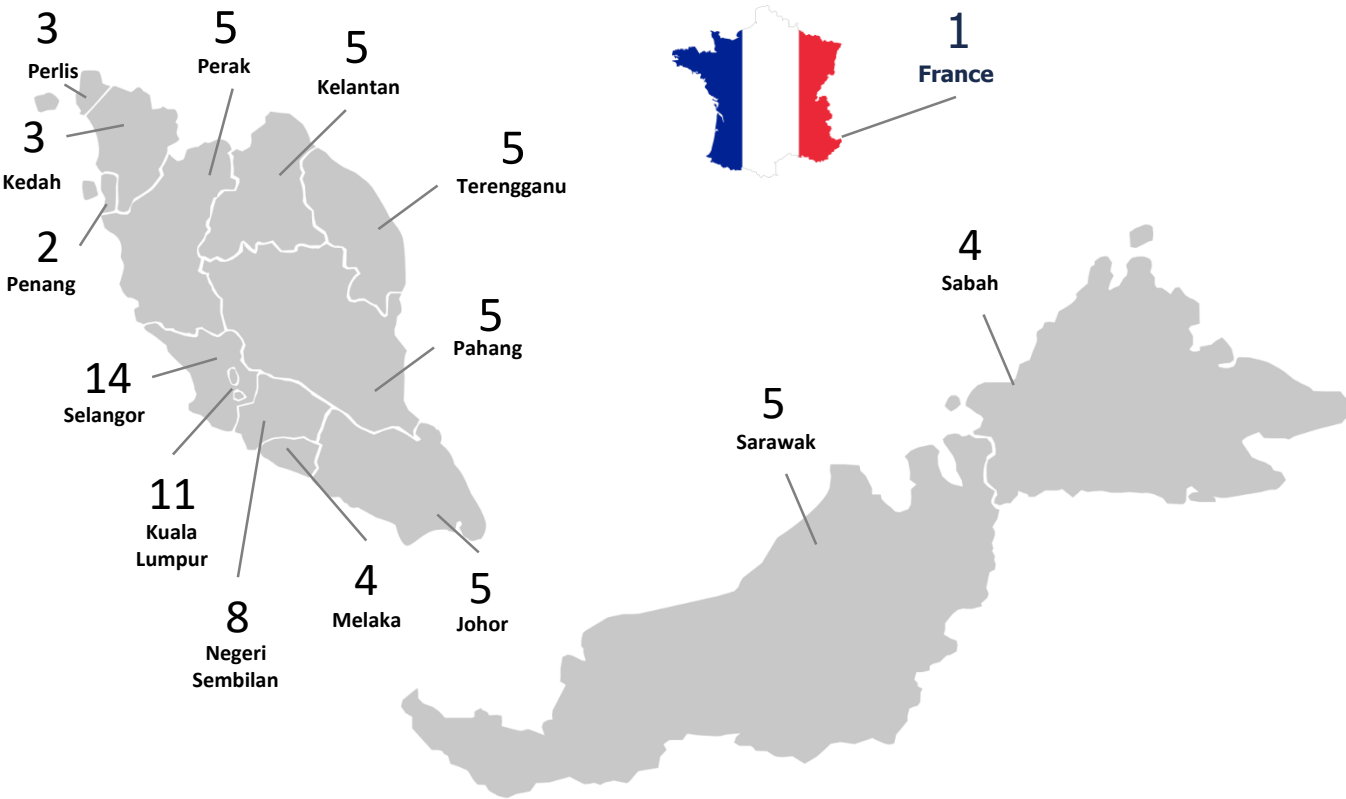 3
Perlis
5
Perak
5
Kelantan
1
France
3
Kedah
5
Terengganu
2
Penang
4
Sabah
5
Pahang
14
Selangor
5
Sarawak
11
Kuala
Lumpur
4
Melaka
5
Johor
8
Negeri
Sembilan